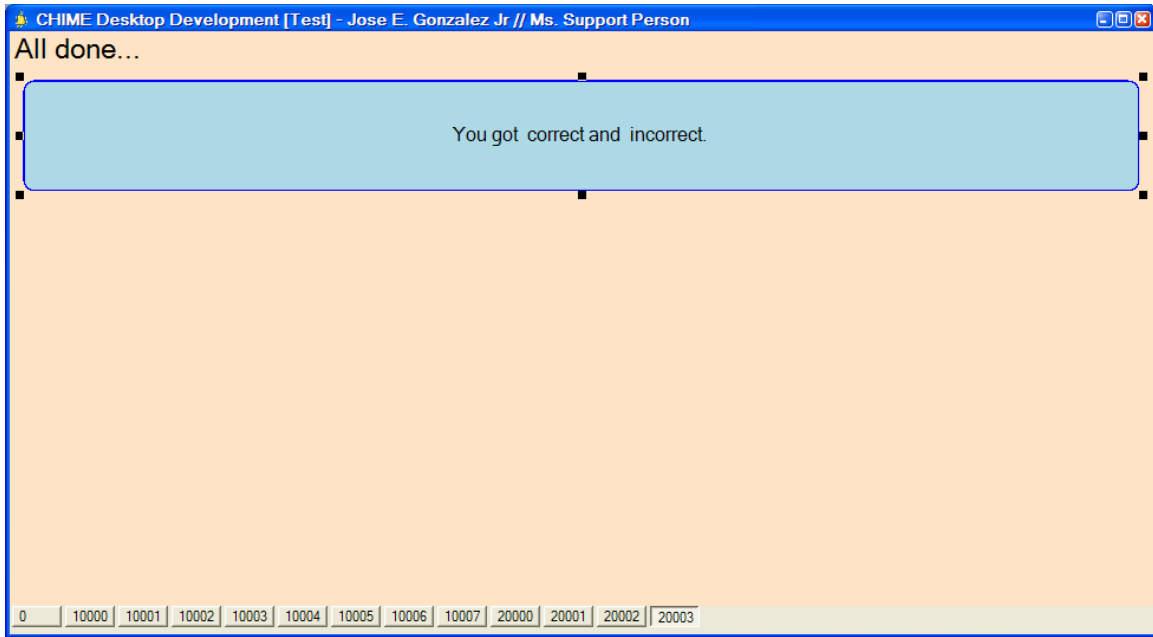 CHIME Desktop Development [Test] - Jose E. Gonzalez Jr // Ms. Support Person
All done...
You got  correct and  incorrect.
0 10000 10001 10002 10003 10004 10005 10006 10007 20000 20001 20002 20003